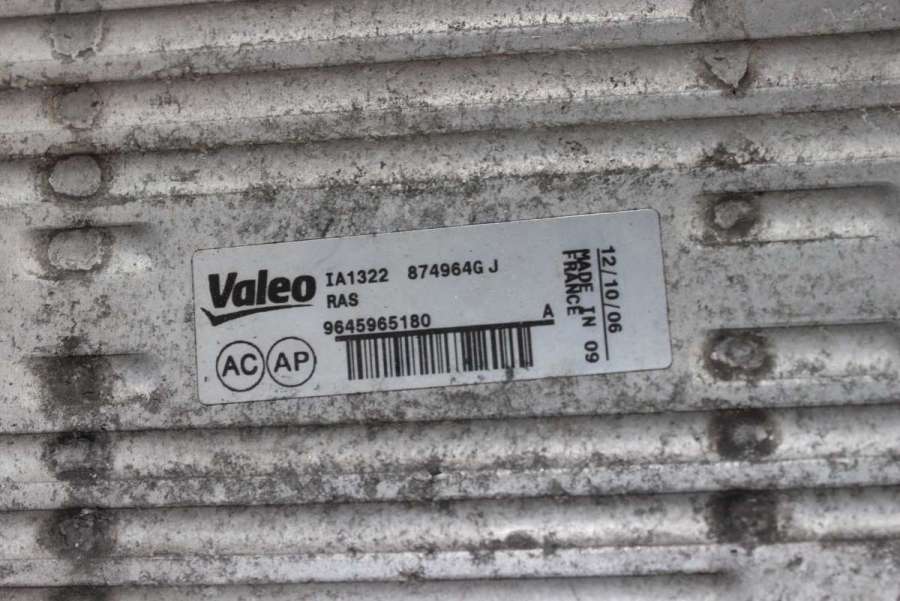 Valeo IA1322 874964G J
RAS
9645965180 A
AC AP
12/10/06
MADE IN 09
FRANCE